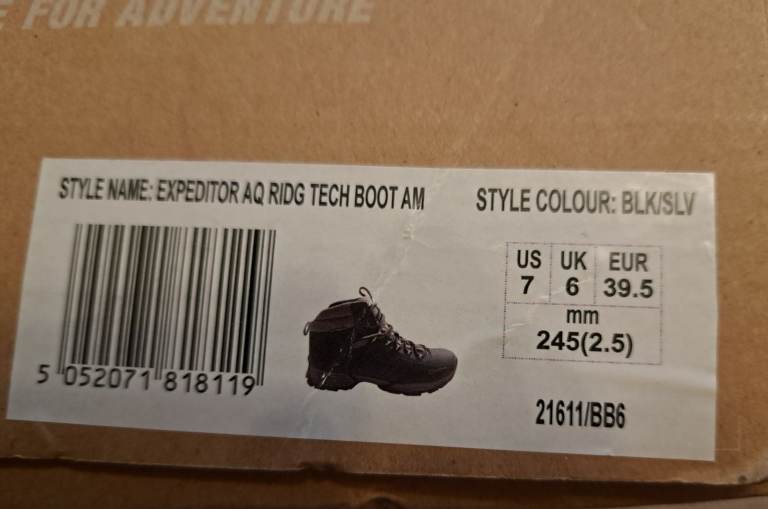 FOR ADVENTURE
STYLE NAME: EXPEDITOR AQ RIDG TECH BOOT AM
STYLE COLOUR: BLK/SLV
US UK EUR
7 6 39.5
mm
245(2.5)
5 052071 818119
21611/BB6